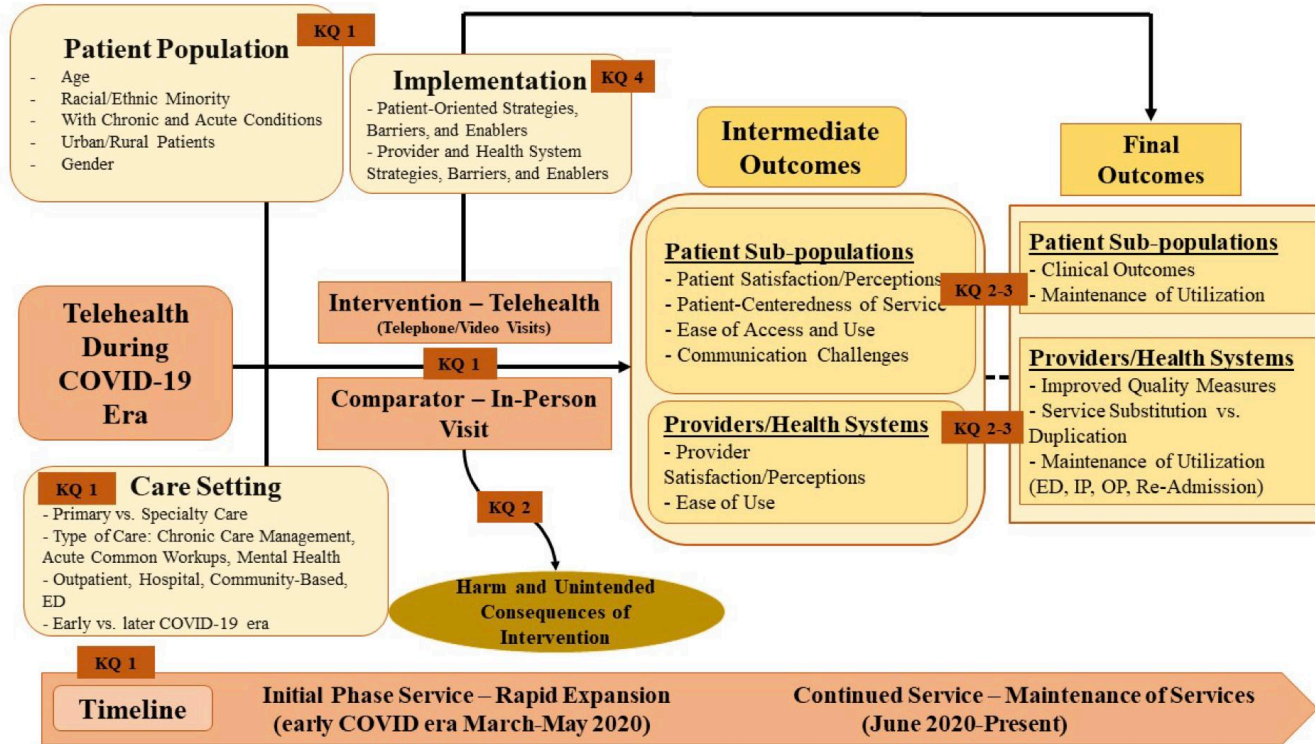 KQ 1
Patient Population
- Age
- Racial/Ethnic Minority
- With Chronic and Acute Conditions
- Urban/Rural Patients
- Gender
KQ 4
Implementation
- Patient-Oriented Strategies,
Barriers, and Enablers
- Provider and Health System
Strategies, Barriers, and Enablers
Intermediate
Outcomes
Final
Outcomes
Telehealth
During
COVID-19
Era
Intervention – Telehealth
(Telephone/Video Visits)
KQ 1
Comparator – In-Person
Visit
Patient Sub-populations
- Patient Satisfaction/Perceptions
- Patient-Centeredness of Service
- Ease of Access and Use
- Communication Challenges
KQ 2-3
Providers/Health Systems
- Provider
Satisfaction/Perceptions
- Ease of Use
KQ 2-3
Patient Sub-populations
- Clinical Outcomes
- Maintenance of Utilization
Providers/Health Systems
- Improved Quality Measures
- Service Substitution vs.
Duplication
- Maintenance of Utilization
(ED, IP, OP, Re-Admission)
KQ 1
Care Setting
- Primary vs. Specialty Care
- Type of Care: Chronic Care Management,
Acute Common Workups, Mental Health
- Outpatient, Hospital, Community-Based,
ED
- Early vs. later COVID-19 era
KQ 2
Harm and Unintended
Consequences of
Intervention
KQ 1
Timeline
Initial Phase Service – Rapid Expansion
(early COVID era March-May 2020)
Continued Service – Maintenance of Services
(June 2020-Present)